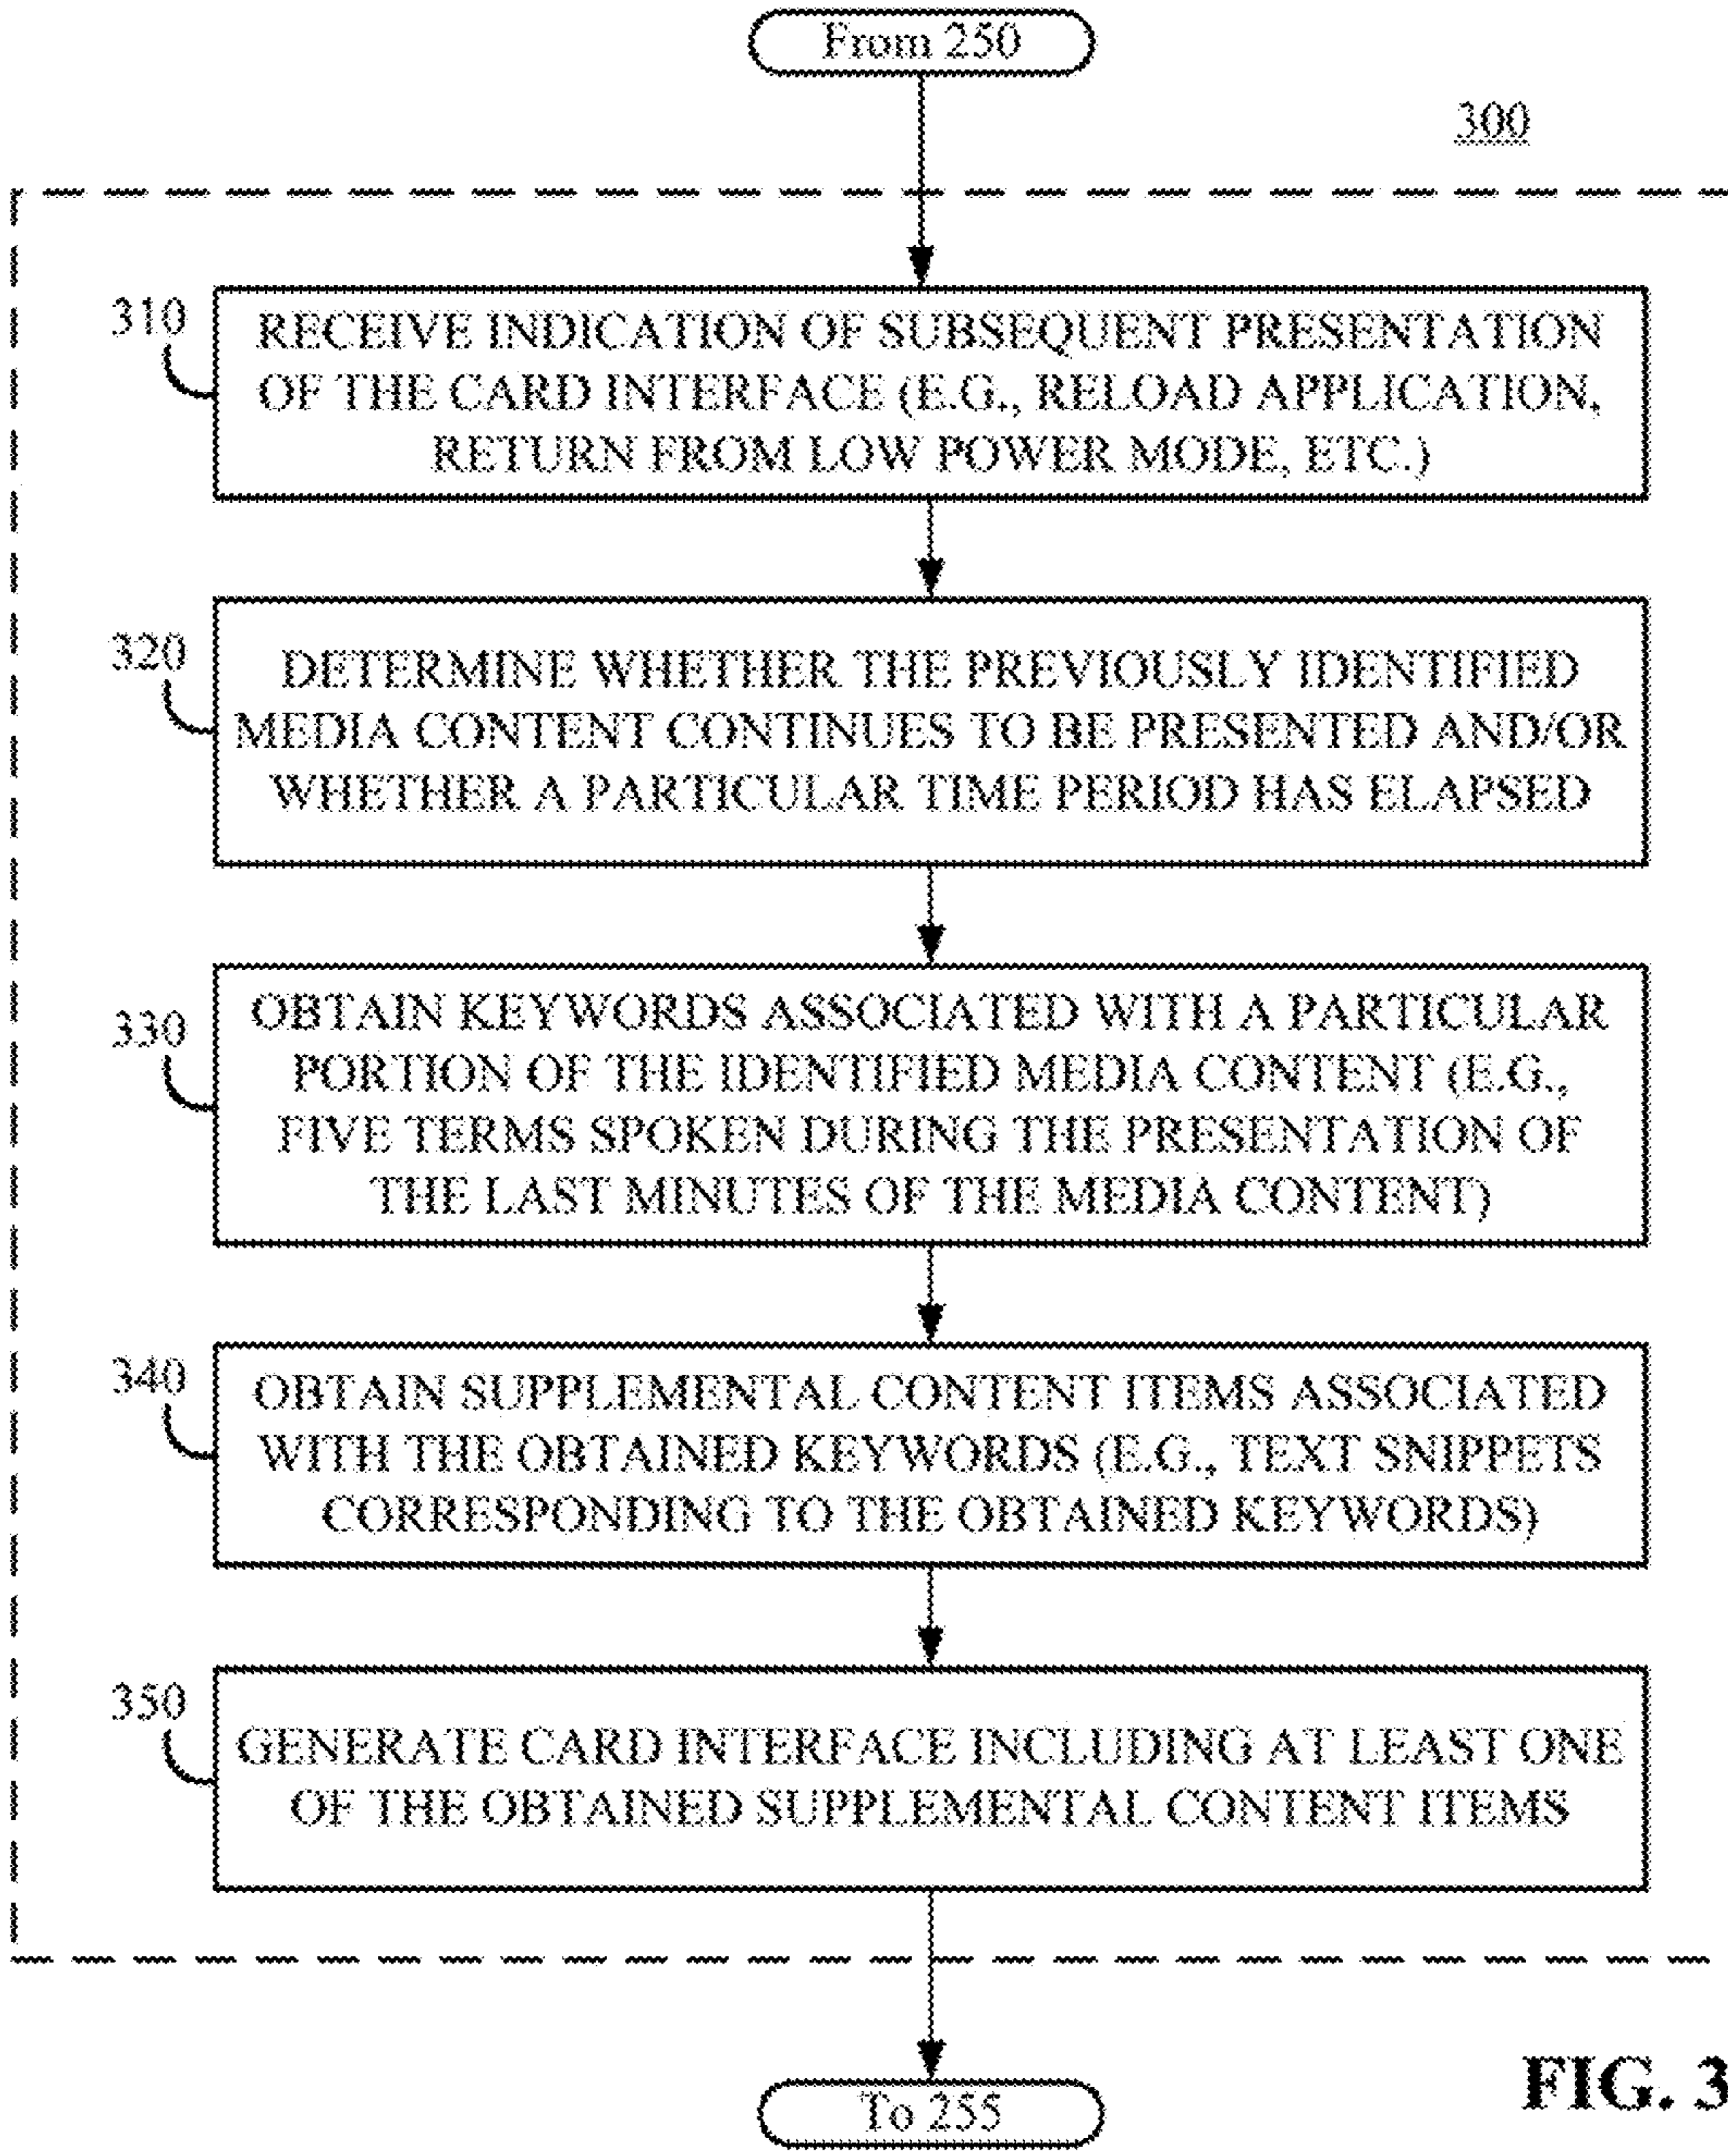 From 250
300
310
RECEIVE INDICATION OF SUBSEQUENT PRESENTATION
OF THE CARD INTERFACE (E.G., RELOAD APPLICATION,
RETURN FROM LOW POWER MODE, ETC.)
320
DETERMINE WHETHER THE PREVIOUSLY IDENTIFIED
MEDIA CONTENT CONTINUES TO BE PRESENTED AND/OR
WHETHER A PARTICULAR TIME PERIOD HAS ELAPSED
330
OBTAIN KEYWORDS ASSOCIATED WITH A PARTICULAR
PORTION OF THE IDENTIFIED MEDIA CONTENT (E.G.,
FIVE TERMS SPOKEN DURING THE PRESENTATION OF
THE LAST MINUTES OF THE MEDIA CONTENT)
340
OBTAIN SUPPLEMENTAL CONTENT ITEMS ASSOCIATED
WITH THE OBTAINED KEYWORDS (E.G., TEXT SNIPPETS
CORRESPONDING TO THE OBTAINED KEYWORDS)
350
GENERATE CARD INTERFACE INCLUDING AT LEAST ONE
OF THE OBTAINED SUPPLEMENTAL CONTENT ITEMS
To 255
FIG. 3